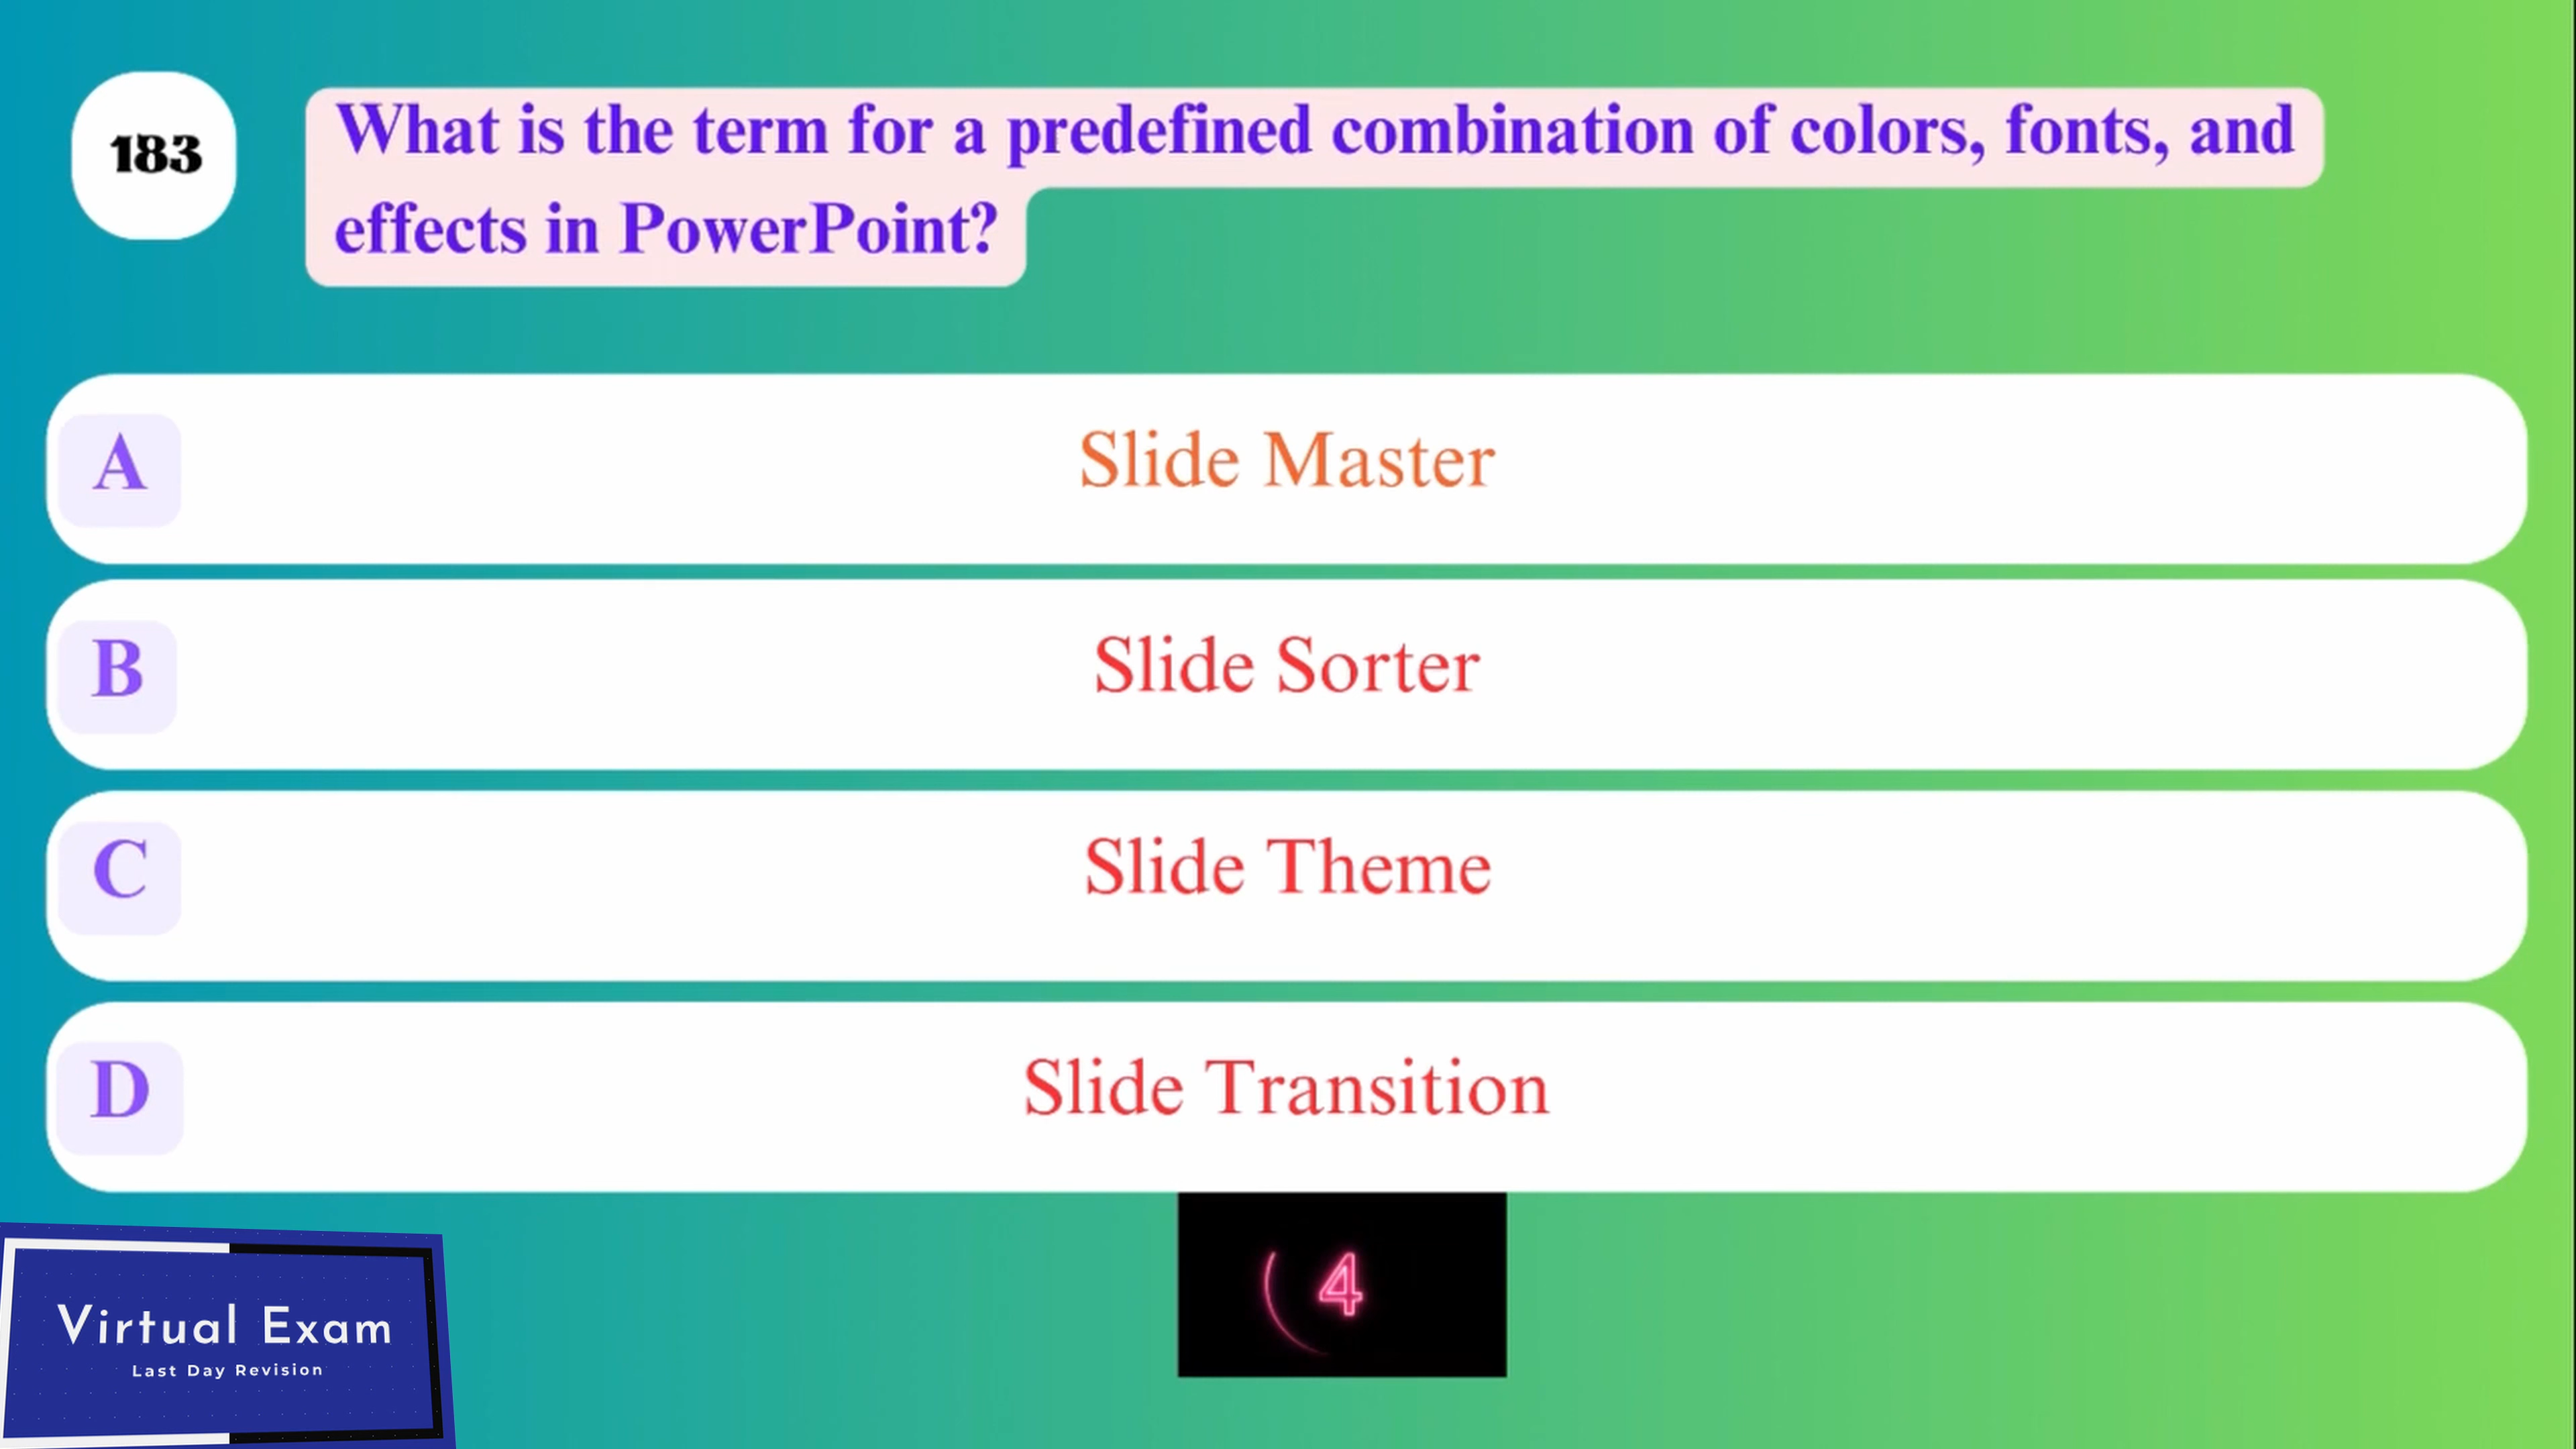 183
What is the term for a predefined combination of colors, fonts, and
effects in PowerPoint?
A
Slide Master
B
Slide Sorter
C
Slide Theme
D
Slide Transition
4
Virtual Exam
Last Day Revision